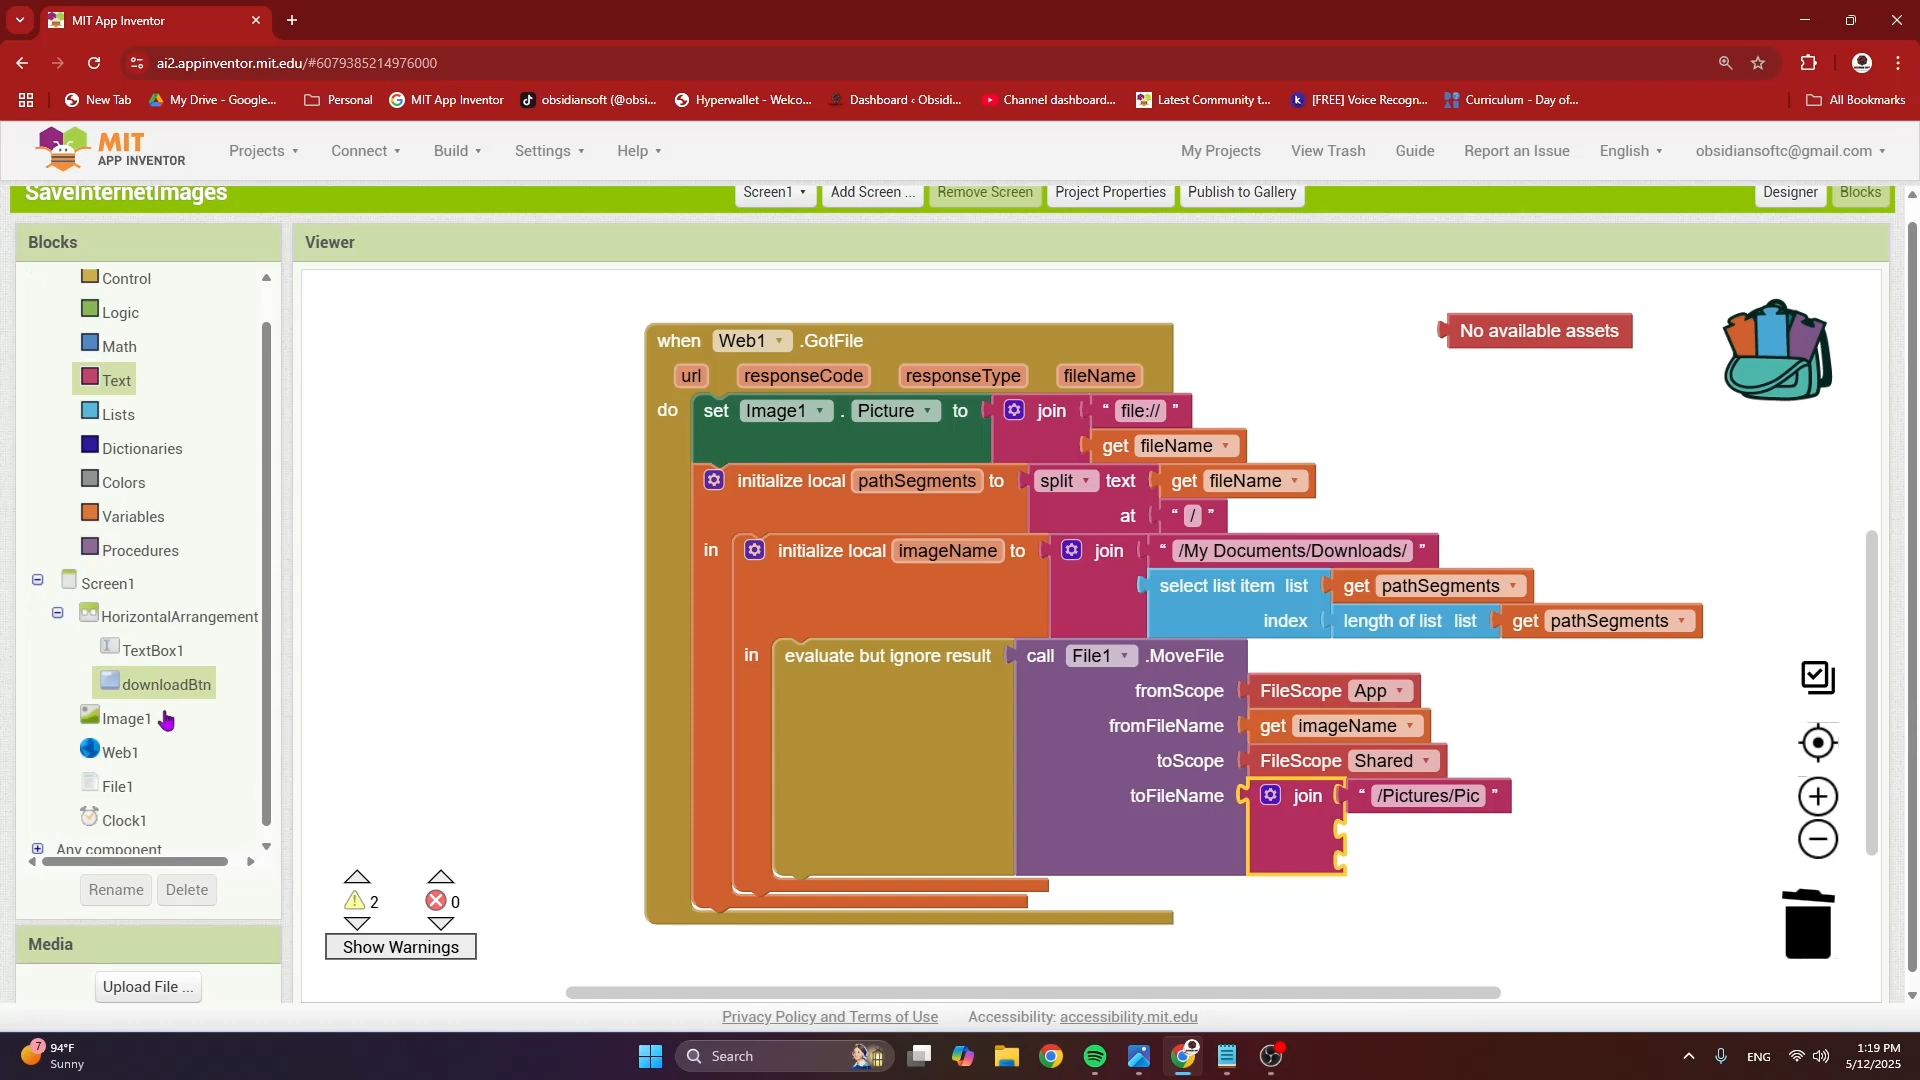 MIT App Inventor
ai2.appinventor.mit.edu/#6079385214976000
New Tab
My Drive - Google...
Personal
MIT App Inventor
obsidiansoft (@obsi...
Hyperwallet - Welco...
Dashboard ‹ Obsidi...
Channel dashboard...
Latest Community t...
[FREE] Voice Recogn...
Curriculum - Day of...
All Bookmarks
MIT
APP INVENTOR
Projects
Connect
Build
Settings
Help
My Projects
View Trash
Guide
Report an Issue
English
obsidiansoftc@gmail.com
SaveInternetImages
Screen1
Add Screen ...
Remove Screen
Project Properties
Publish to Gallery
Designer
Blocks
Blocks
Control
Logic
Math
Text
Lists
Dictionaries
Colors
Variables
Procedures
Screen1
HorizontalArrangement
TextBox1
downloadBtn
Image1
Web1
File1
Clock1
Any component
Rename
Delete
Media
Upload File ...
Viewer
when Web1 .GotFile
url responseCode responseType fileName
do set Image1 . Picture to join “ file:// ”
get fileName
initialize local pathSegments to split text get fileName
at “ / ”
in initialize local imageName to join “ /My Documents/Downloads/ ”
select list item list get pathSegments
index length of list list get pathSegments
in evaluate but ignore result call File1 .MoveFile
fromScope FileScope App
fromFileName get imageName
toScope FileScope Shared
toFileName join “ /Pictures/Pic ”
No available assets
2
0
Show Warnings
Privacy Policy and Terms of Use
Accessibility: accessibility.mit.edu
7
94°F
Sunny
Search
ENG
1:19 PM
5/12/2025